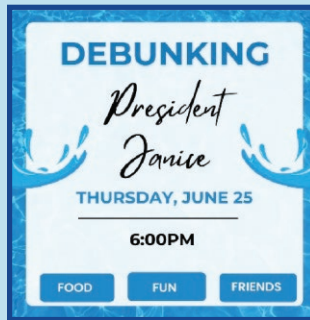 DEBUNKING
President
Janice
THURSDAY, JUNE 25
6:00PM
FOOD FUN FRIENDS